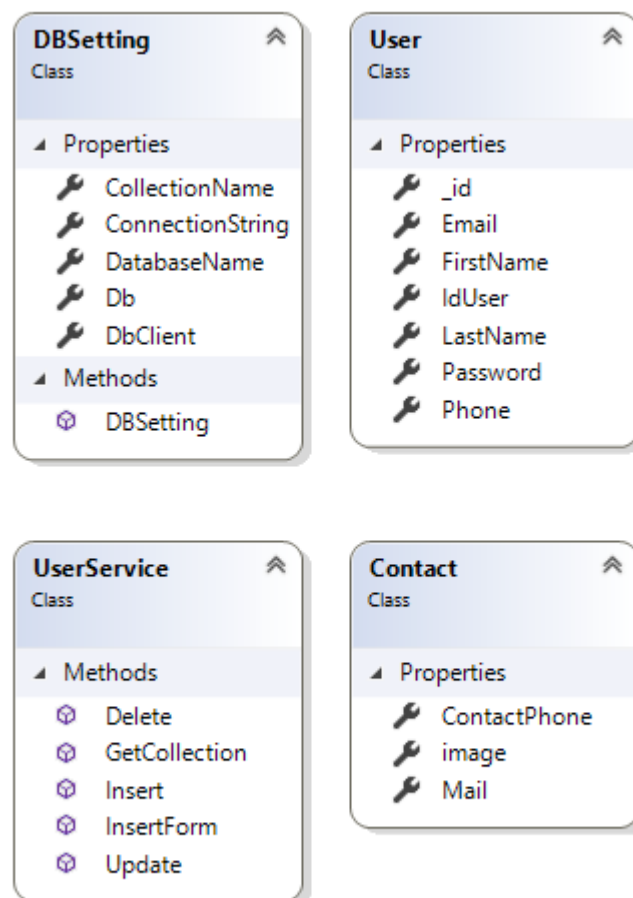 DBSetting
Class
Properties
CollectionName
ConnectionString
DatabaseName
Db
DbClient
Methods
DBSetting
User
Class
Properties
_id
Email
FirstName
IdUser
LastName
Password
Phone
UserService
Class
Methods
Delete
GetCollection
Insert
InsertForm
Update
Contact
Class
Properties
ContactPhone
image
Mail